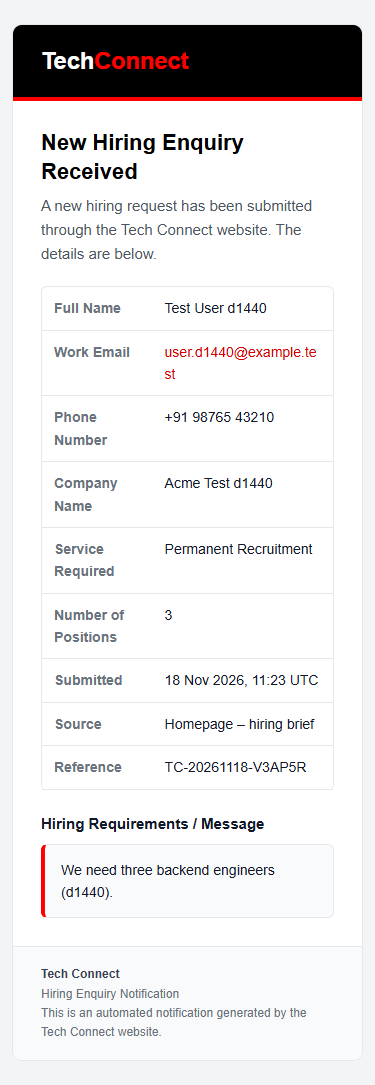 TechConnect
New Hiring Enquiry
Received
A new hiring request has been submitted
through the Tech Connect website. The
details are below.
Full Name Test User d1440
Work Email user.d1440@example.te
st
Phone +91 98765 43210
Number
Company Acme Test d1440
Name
Service Permanent Recruitment
Required
Number of 3
Positions
Submitted 18 Nov 2026, 11:23 UTC
Source Homepage – hiring brief
Reference TC-20261118-V3AP5R
Hiring Requirements / Message
We need three backend engineers
(d1440).
Tech Connect
Hiring Enquiry Notification
This is an automated notification generated by the
Tech Connect website.